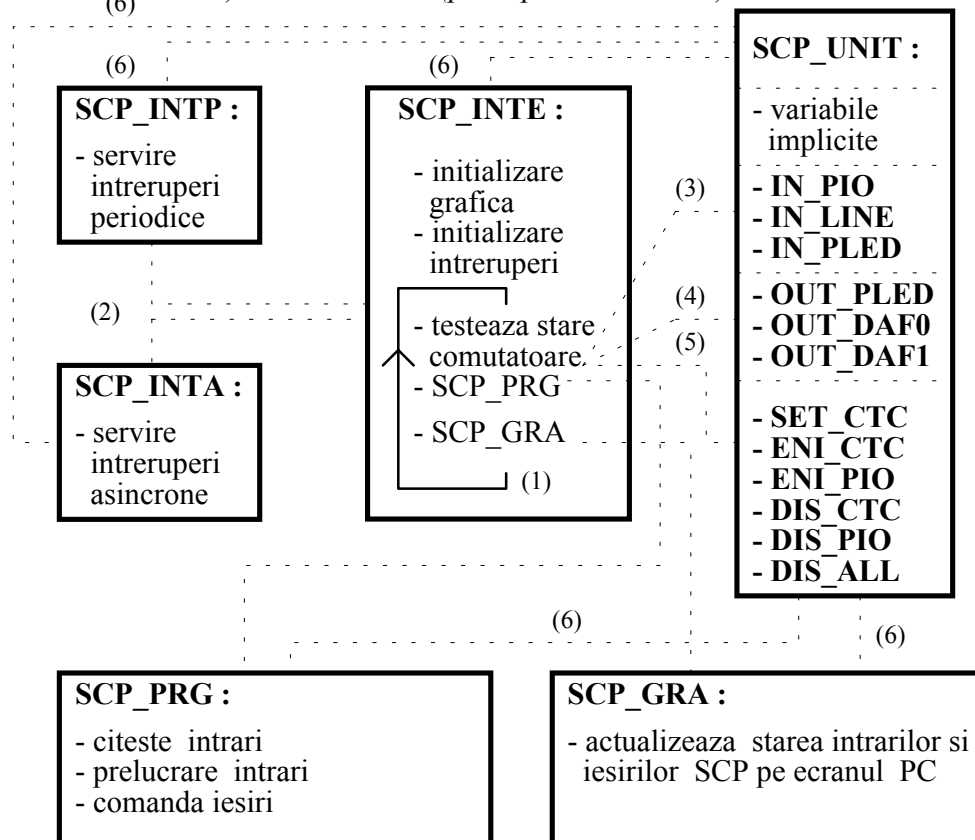 (6)
SCP_UNIT :
- variabile
implicite
- IN_PIO
- IN_LINE
- IN_PLED
- OUT_PLED
- OUT_DAF0
- OUT_DAF1
- SET_CTC
- ENI_CTC
- ENI_PIO
- DIS_CTC
- DIS_PIO
- DIS_ALL
(6)
SCP_INTP :
- servire
intreruperi
periodice
(6)
SCP_INTE :
- initializare
grafica
- initializare
intreruperi
- testeaza stare
comutatoare
- SCP_PRG
- SCP_GRA
(1)
(3)
(4)
(5)
(2)
SCP_INTA :
- servire
intreruperi
asincrone
(6)
(6)
SCP_PRG :
- citeste intrari
- prelucrare intrari
- comanda iesiri
SCP_GRA :
- actualizeaza starea intrarilor si
iesirilor SCP pe ecranul PC